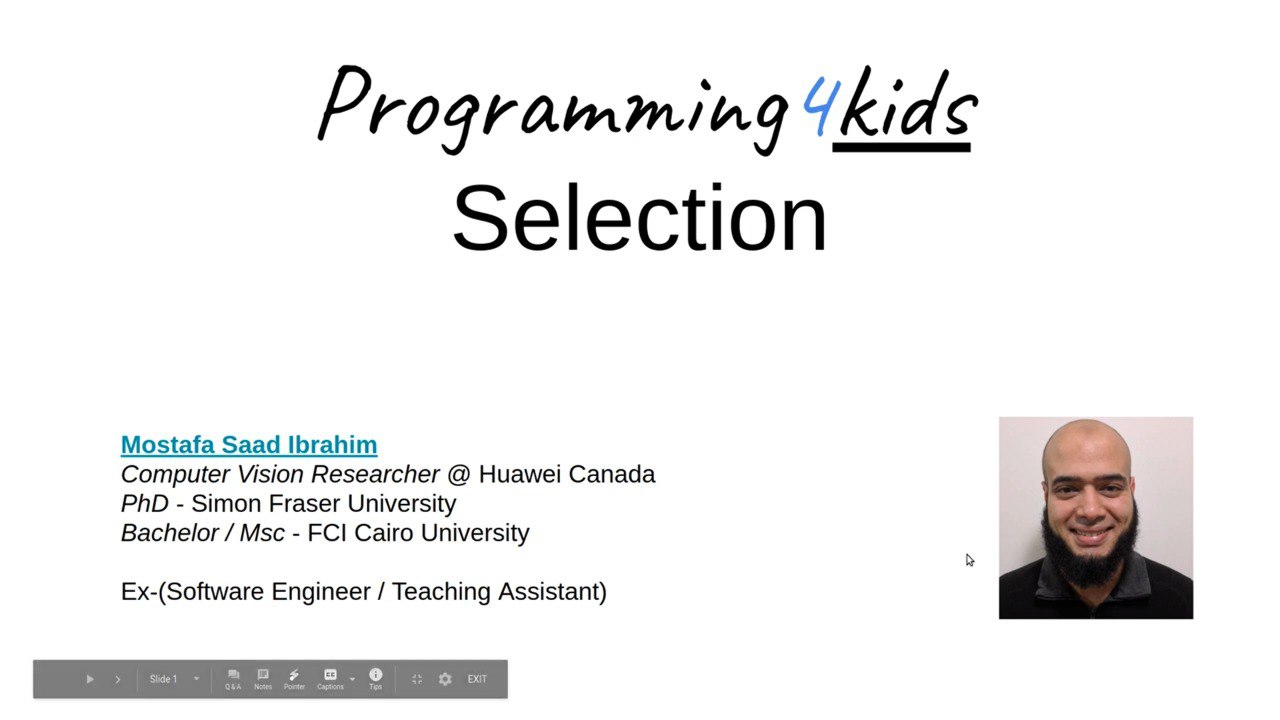 Programming4kids
Selection
Mostafa Saad Ibrahim
Computer Vision Researcher @ Huawei Canada
PhD - Simon Fraser University
Bachelor / Msc - FCI Cairo University
Ex-(Software Engineer / Teaching Assistant)
Slide 1 Q&A Notes Pointer Captions Tips EXIT